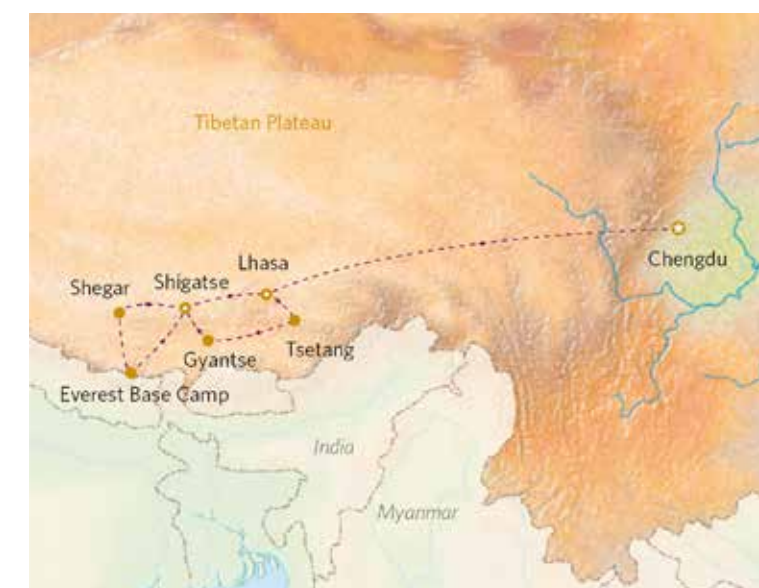 Tibetan Plateau
Lhasa
Chengdu
Shigatse
Shegar
Tsetang
Gyantse
Everest Base Camp
India
Myanmar